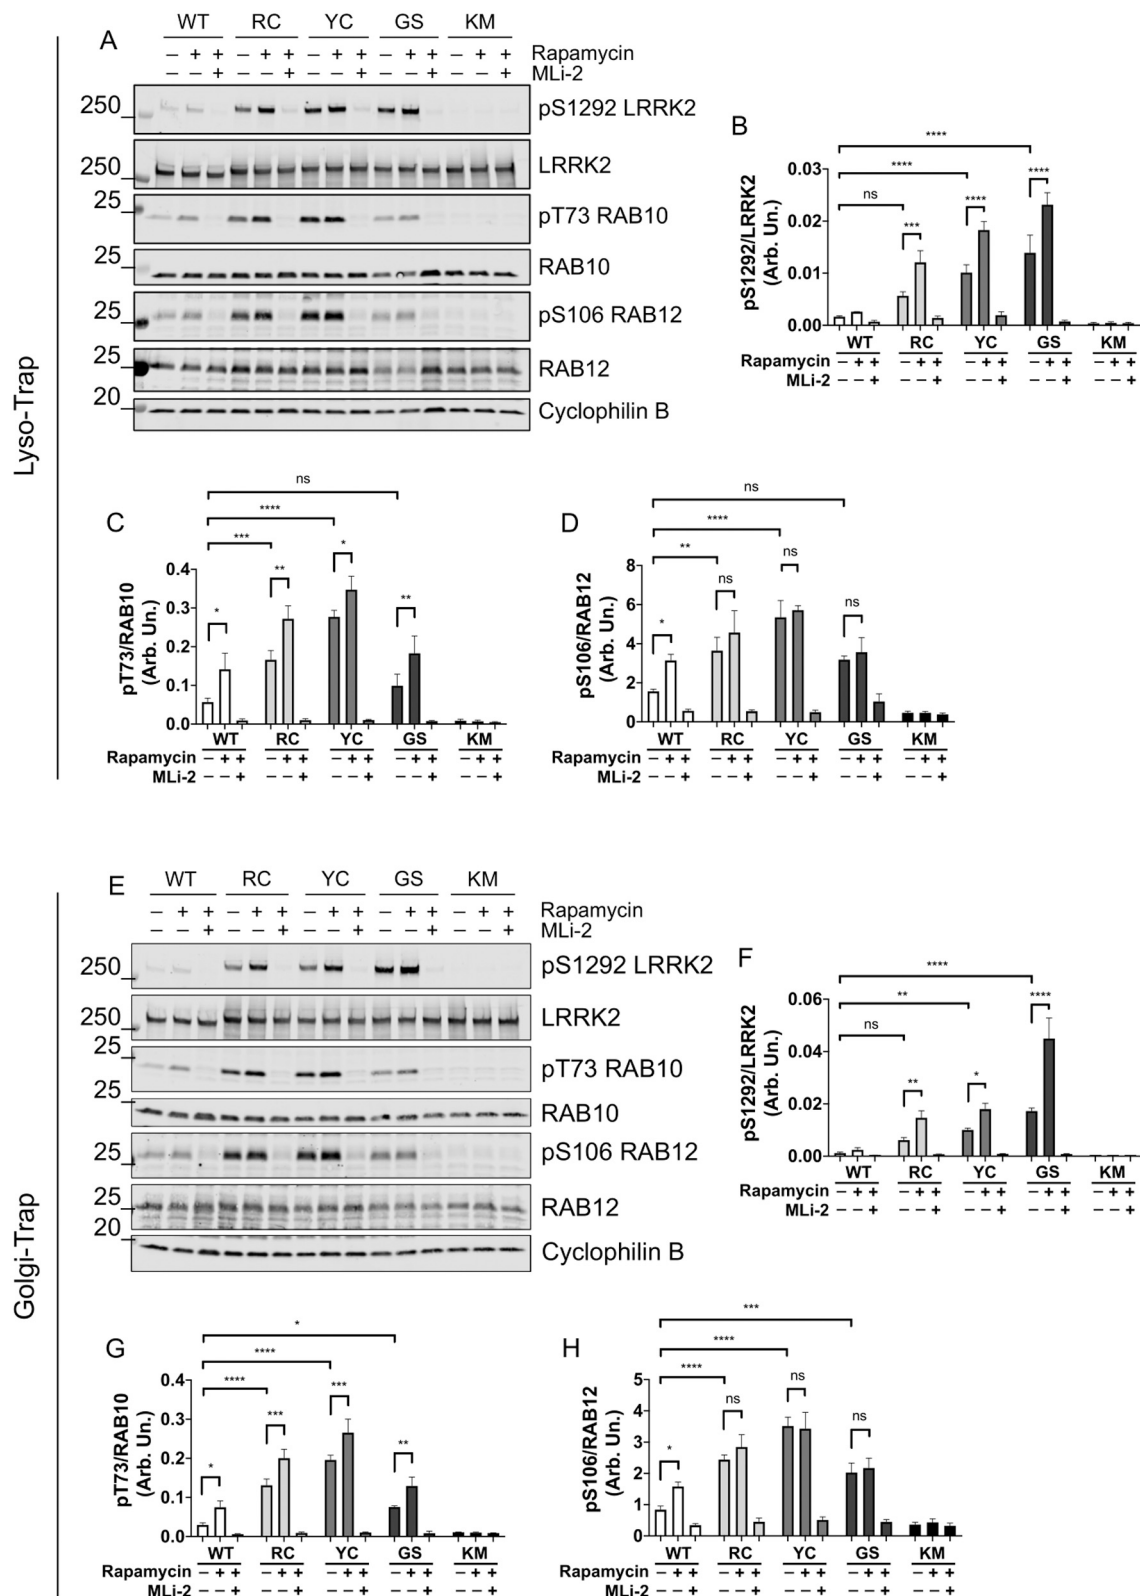 Lyso-Trap
A
WT RC YC GS KM
– + + – + + – + + – + + – + + Rapamycin
– – + – – + – – + – – + – – + MLi-2
250 pS1292 LRRK2
250 LRRK2
25 pT73 RAB10
25 RAB10
25 pS106 RAB12
25 RAB12
20 Cyclophilin B
B
****
****
ns *** **** ****
pS1292/LRRK2
(Arb. Un.)
0.03
0.02
0.01
0.00
WT RC YC GS KM
Rapamycin – + + – + + – + + – + + – + +
MLi-2 – – + – – + – – + – – + – – +
C
ns
****
***
* ** * **
pT73/RAB10
(Arb. Un.)
0.4
0.3
0.2
0.1
0.0
WT RC YC GS KM
Rapamycin – + + – + + – + + – + + – + +
MLi-2 – – + – – + – – + – – + – – +
D
ns
****
**
* ns ns ns
pS106/RAB12
(Arb. Un.)
8
6
4
2
0
WT RC YC GS KM
Rapamycin – + + – + + – + + – + + – + +
MLi-2 – – + – – + – – + – – + – – +
Golgi-Trap
E
WT RC YC GS KM
– + + – + + – + + – + + – + + Rapamycin
– – + – – + – – + – – + – – + MLi-2
250 pS1292 LRRK2
250 LRRK2
25 pT73 RAB10
25
RAB10
25 pS106 RAB12
25 RAB12
20
Cyclophilin B
F
****
**
ns ** * ****
pS1292/LRRK2
(Arb. Un.)
0.06
0.04
0.02
0.00
WT RC YC GS KM
Rapamycin – + + – + + – + + – + + – + +
MLi-2 – – + – – + – – + – – + – – +
G
*
****
****
* *** *** **
pT73/RAB10
(Arb. Un.)
0.4
0.3
0.2
0.1
0.0
WT RC YC GS KM
Rapamycin – + + – + + – + + – + + – + +
MLi-2 – – + – – + – – + – – + – – +
H
***
****
****
* ns ns ns
pS106/RAB12
(Arb. Un.)
5
4
3
2
1
0
WT RC YC GS KM
Rapamycin – + + – + + – + + – + + – + +
MLi-2 – – + – – + – – + – – + – – +